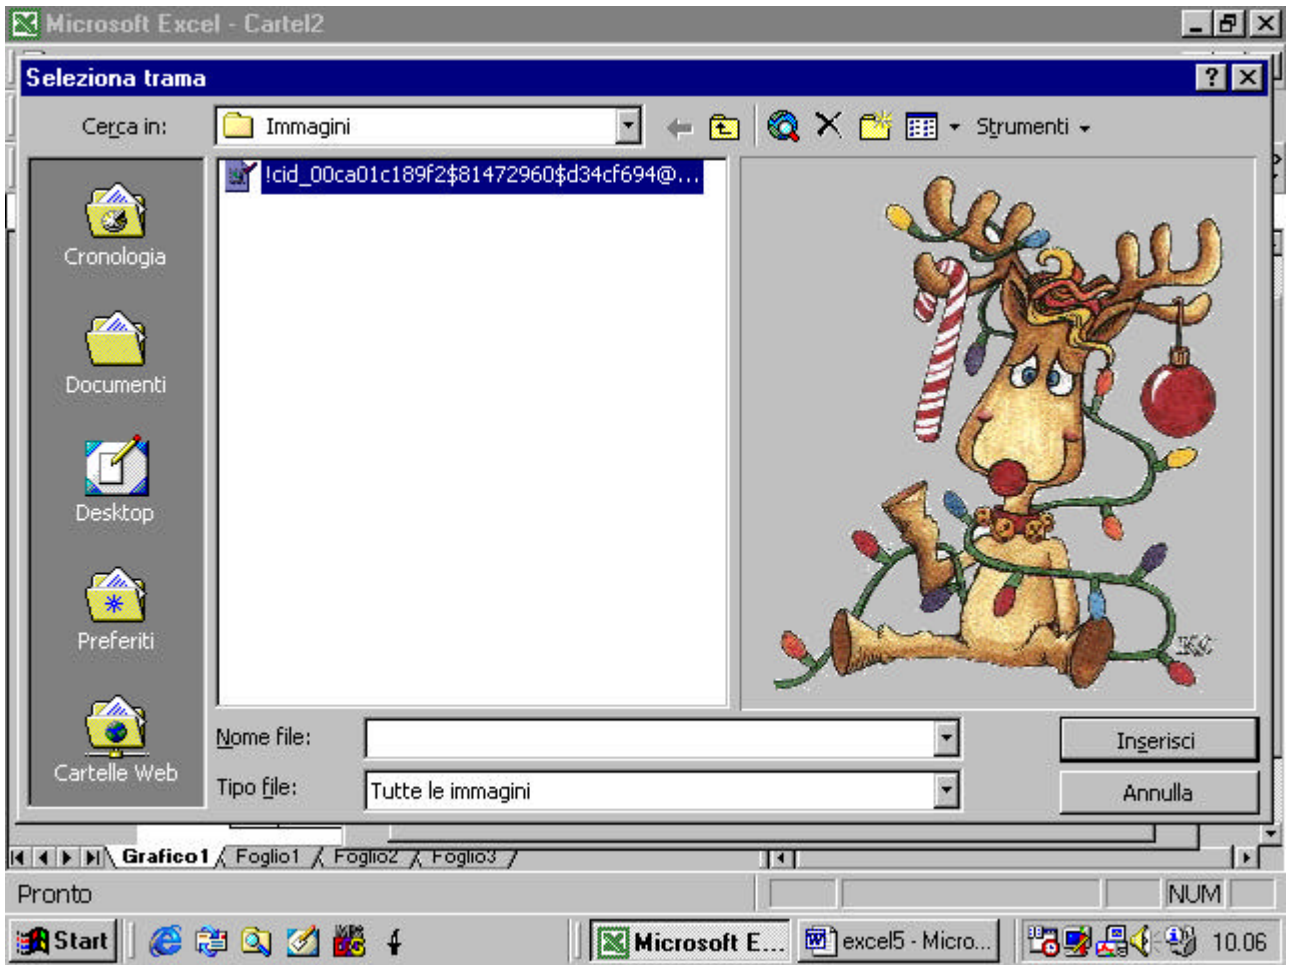 Microsoft Excel - Cartel2
Seleziona trama
Cerca in:
Immagini
Strumenti
!cid_00ca01c189f2$81472960$d34cf694@...
Cronologia
Documenti
Desktop
Preferiti
Cartelle Web
Nome file:
Inserisci
Tipo file:
Tutte le immagini
Annulla
Grafico1 Foglio1 Foglio2 Foglio3
Pronto
NUM
Start
Microsoft E...
excel5 - Micro...
10.06